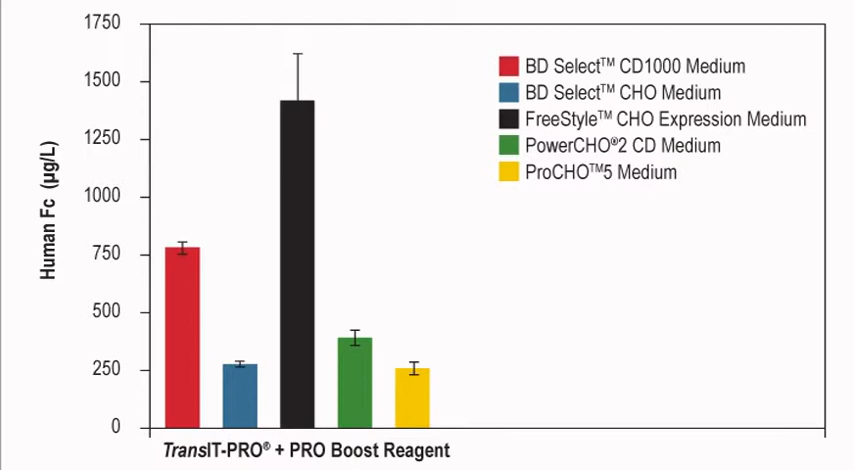 1750
1500
1250
1000
750
500
250
0
Human Fc (µg/L)
BD Select™ CD1000 Medium
BD Select™ CHO Medium
FreeStyle™ CHO Expression Medium
PowerCHO®2 CD Medium
ProCHO™5 Medium
TransIT-PRO® + PRO Boost Reagent